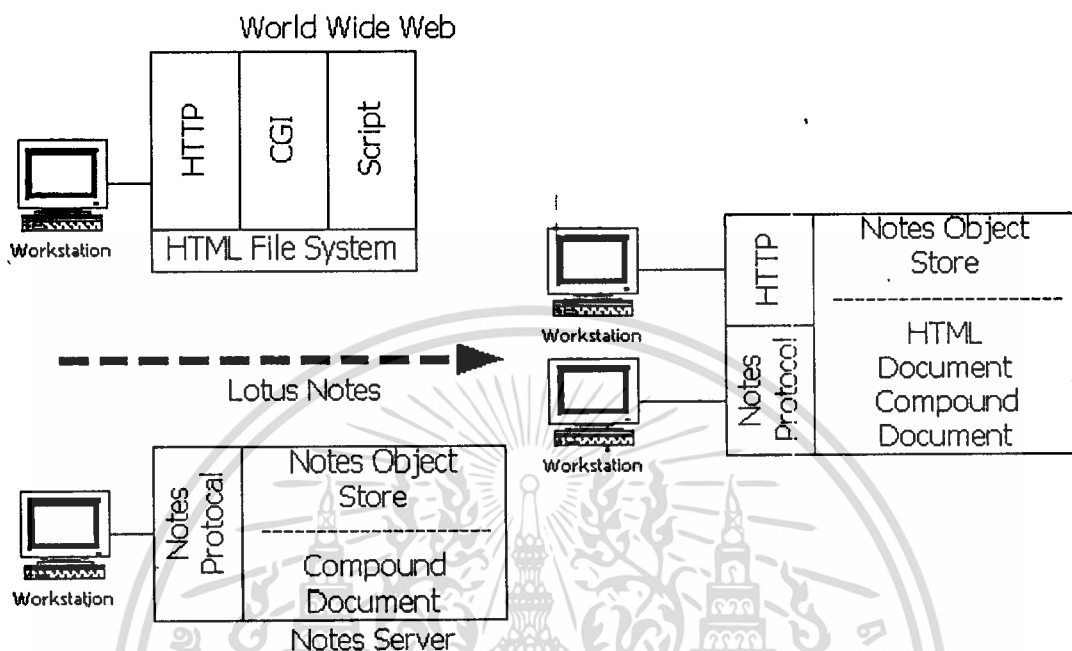 World Wide Web
HTTP
CGI
Script
HTML File System
Workstation
Lotus Notes
Notes Protocal
Notes Object
Store
Compound
Document
Notes Server
Workstation
HTTP
Notes
Protocol
Notes Object
Store
HTML
Document
Compound
Document
Workstation
Workstation